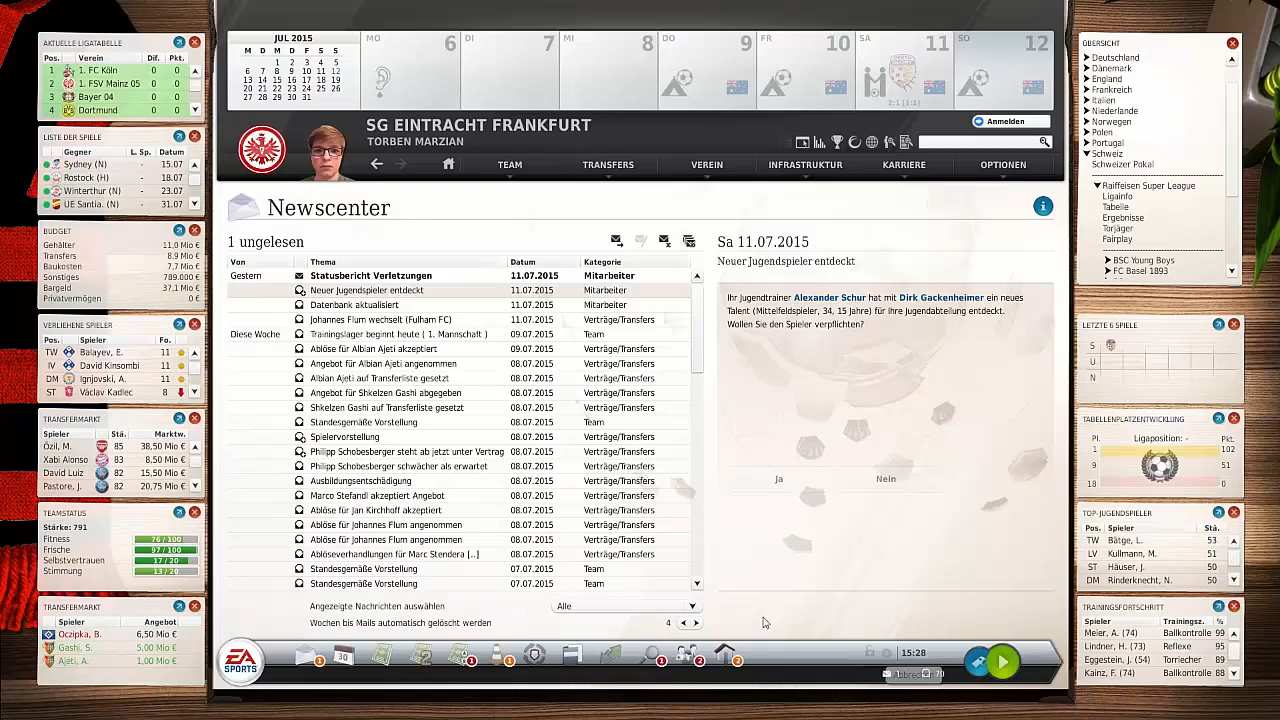 AKTUELLE LIGATABELLE
Pos. Verein Dif. Pkt.
1 1. FC Köln 0 0
2 1. FSV Mainz 05 0 0
3 Bayer 04 0 0
4 Dortmund 0 0
LISTE DER SPIELE
Gegner L. Sp. Datum
Sydney (N) - 15.07
Rostock (H) - 18.07
Winterthur (N) - 23.07
UE Santia. (N) - 31.07
BUDGET
Gehälter 11,0 Mio €
Transfers 8,9 Mio €
Baukosten 7,7 Mio €
Sonstiges 789.000 €
Bargeld 37,1 Mio €
Privatvermögen 0 €
VERLIEHENE SPIELER
Pos. Spieler Fo.
TW Balayev, E. 11
IV David Kinsombi 11
DM Ignjovski, A. 11
ST Václav Kadlec 8
TRANSFERMARKT
Spieler Stä. Marktw.
Özil, M. 85 38,50 Mio €
Xabi Alonso 83 8,50 Mio €
David Luiz 82 15,50 Mio €
Pastore, J. 82 20,75 Mio €
TEAMSTATUS
Stärke: 791
Fitness 76 / 100
Frische 97 / 100
Selbstvertrauen 17 / 20
Stimmung 13 / 20
TRANSFERMARKT
Spieler Angebot
Oczipka, B. 6,50 Mio €
Gashi, S. 5,00 Mio €
Ajeti, A. 1,00 Mio €
JUL 2015
M D M D F S S
1 2 3 4 5
6 7 8 9 10 11 12
13 14 15 16 17 18 19
20 21 22 23 24 25 26
27 28 29 30 31
MO 6 DI 7 MI 8 DO 9 FR 10 SA 11 SO 12
2:1 (1:1)
SG EINTRACHT FRANKFURT
TORBEN MARZIAN
Anmelden
TEAM TRANSFERS VEREIN INFRASTRUKTUR KARRIERE OPTIONEN
Newscenter
1 ungelesen
Von Thema Datum Kategorie
Gestern Statusbericht Verletzungen 11.07.2015 Mitarbeiter
Neuer Jugendspieler entdeckt 11.07.2015 Mitarbeiter
Datenbank aktualisiert 11.07.2015 Mitarbeiter
Johannes Flum wechselt (Fulham FC) 11.07.2015 Verträge/Transfers
Diese Woche Trainingslager beginnt heute ( 1. Mannschaft ) 09.07.2015 Team
Ablöse für Albian Ajeti akzeptiert 09.07.2015 Verträge/Transfers
Angebot für Albian Ajeti angenommen 08.07.2015 Verträge/Transfers
Albian Ajeti auf Transferliste gesetzt 08.07.2015 Verträge/Transfers
Angebot für Shkelzen Gashi abgegeben 08.07.2015 Verträge/Transfers
Shkelzen Gashi auf Transferliste gesetzt 08.07.2015 Verträge/Transfers
Standesgemäße Vorstellung 08.07.2015 Team
Spielervorstellung 08.07.2015 Verträge/Transfers
Philipp Schobesberger steht ab jetzt unter Vertrag 08.07.2015 Verträge/Transfers
Philipp Schobesberger schwächer als erwartet 08.07.2015 Verträge/Transfers
Ausbildungsentschädigung 08.07.2015 Verträge/Transfers
Marco Stefandl akzeptiert Angebot 08.07.2015 Verträge/Transfers
Ablöse für Jan Kirchhoff akzeptiert 08.07.2015 Verträge/Transfers
Ablöse für Johannes Flum angenommen 08.07.2015 Verträge/Transfers
Ablöse für Johannes Flum angenommen 08.07.2015 Verträge/Transfers
Ablöseverhandlungen für Marc Stendera [..] 08.07.2015 Verträge/Transfers
Standesgemäße Vorstellung 07.07.2015
Standesgemäße Vorstellung 07.07.2015 Team
Angezeigte Nachrichten auswählen Alle
Wochen bis Mails automatisch gelöscht werden 4
Sa 11.07.2015
Neuer Jugendspieler entdeckt
Ihr Jugendtrainer Alexander Schur hat mit Dirk Gackenheimer ein neues
Talent (Mittelfeldspieler, 34, 15 Jahre) für Ihre Jugendabteilung entdeckt.
Wollen Sie den Spieler verpflichten?
Ja Nein
EA SPORTS
1 30 1 1 1 2 2
15:28
ÜBERSICHT
Deutschland
Dänemark
England
Frankreich
Italien
Niederlande
Norwegen
Polen
Portugal
Schweiz
Schweizer Pokal
Raiffeisen Super League
Ligainfo
Tabelle
Ergebnisse
Torjäger
Fairplay
BSC Young Boys
FC Basel 1893
LETZTE 6 SPIELE
S
U
N
TABELLENPLATZENTWICKLUNG
Pl. Ligaposition: - Pkt.
1 102
9 51
18 0
TOP-JUGENDSPIELER
Pos. Spieler Stä.
TW Bätge, L. 53
LV Kullmann, M. 51
ST Häuser, J. 50
DM Rinderknecht, N. 50
TRAININGSFORTSCHRITT
Spieler Trainingsz. %
Meier, A. (74) Ballkontrolle 99
Lindner, H. (73) Reflexe 95
Eggestein, J. (54) Torriecher 89
Kainz, F. (74) Ballkontrolle 88